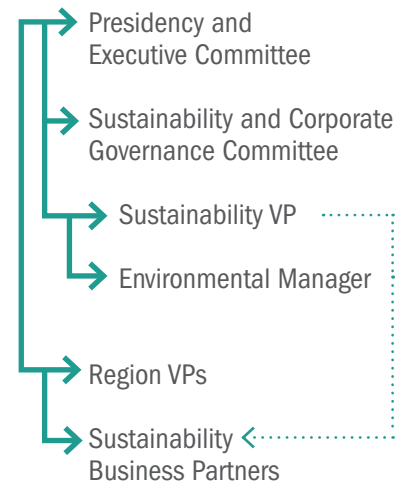 Presidency and
Executive Committee
Sustainability and Corporate
Governance Committee
Sustainability VP
Environmental Manager
Region VPs
Sustainability
Business Partners